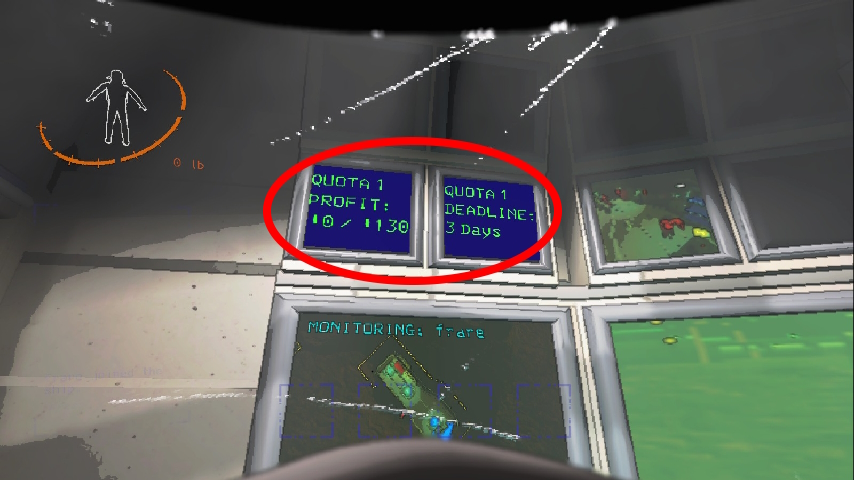 0 lb
QUOTA 1
PROFIT:
▮0 / ▮130
QUOTA 1
DEADLINE:
3 Days
MONITORING: frare